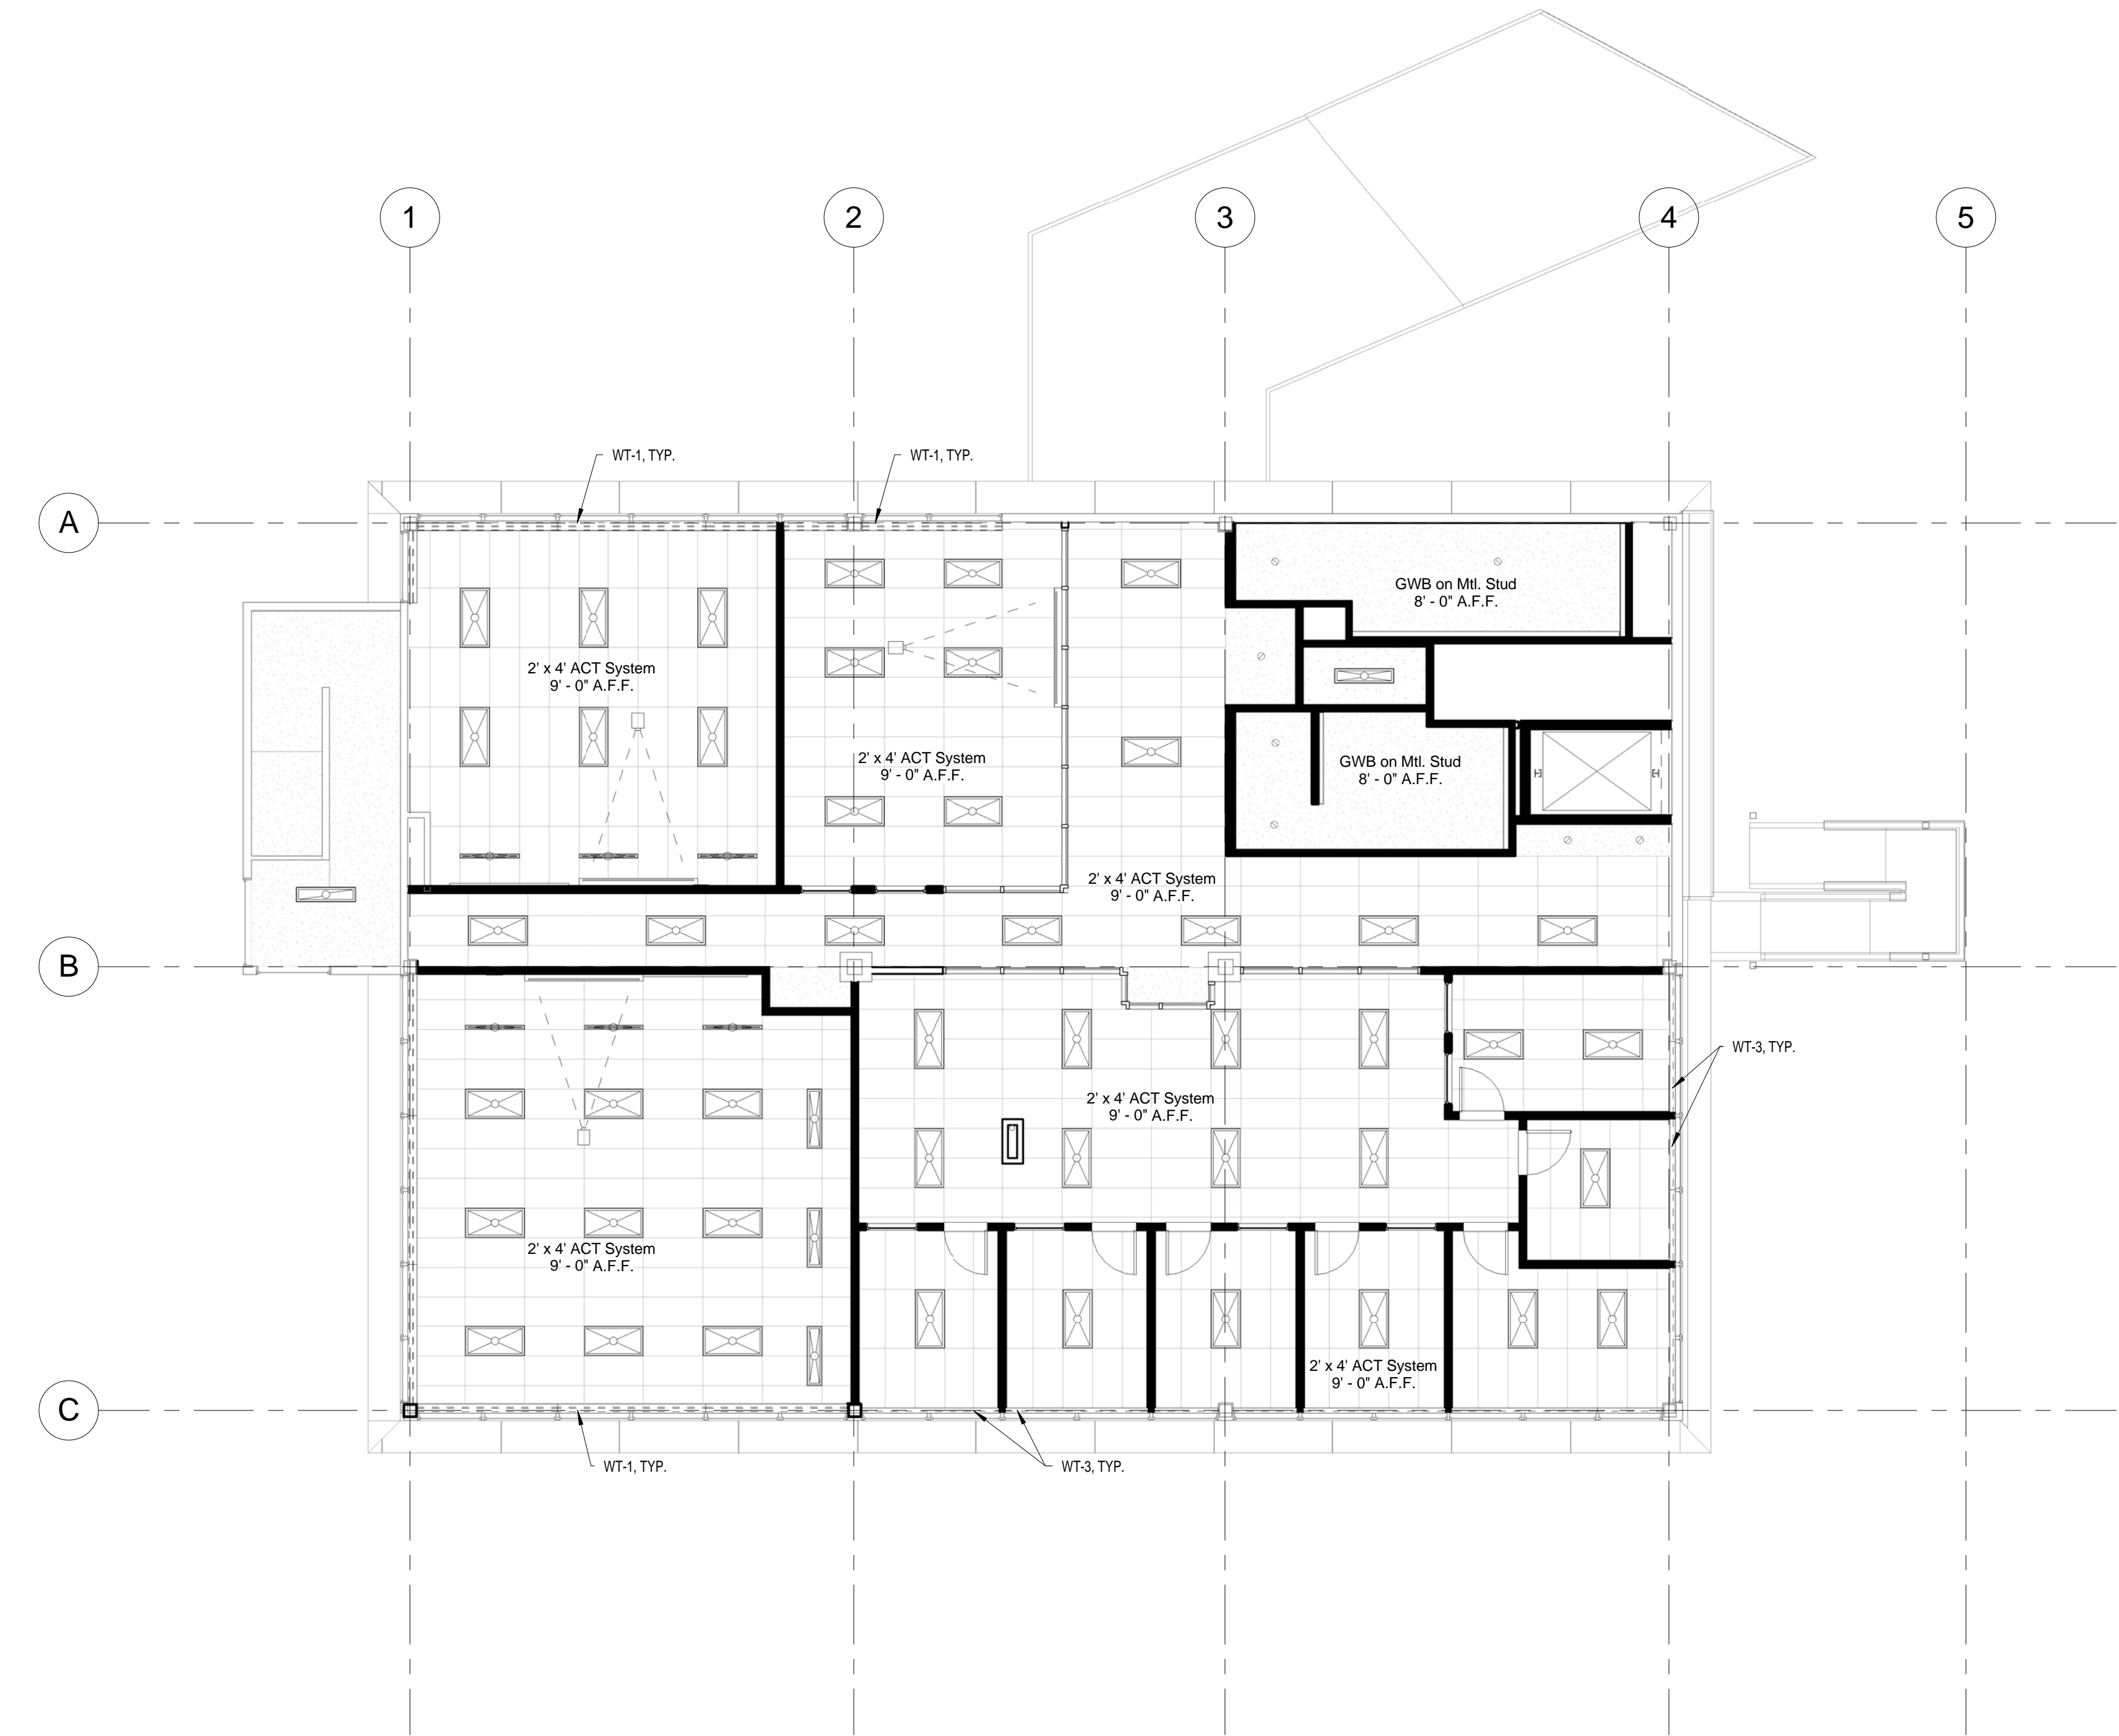 1
2
3
4
5
WT-1, TYP.
WT-1, TYP.
A
GWB on Mtl. Stud
8' - 0" A.F.F.
2' x 4' ACT System
9' - 0" A.F.F.
2' x 4' ACT System
9' - 0" A.F.F.
GWB on Mtl. Stud
8' - 0" A.F.F.
2' x 4' ACT System
9' - 0" A.F.F.
B
WT-3, TYP.
2' x 4' ACT System
9' - 0" A.F.F.
2' x 4' ACT System
9' - 0" A.F.F.
2' x 4' ACT System
9' - 0" A.F.F.
C
WT-1, TYP.
WT-3, TYP.